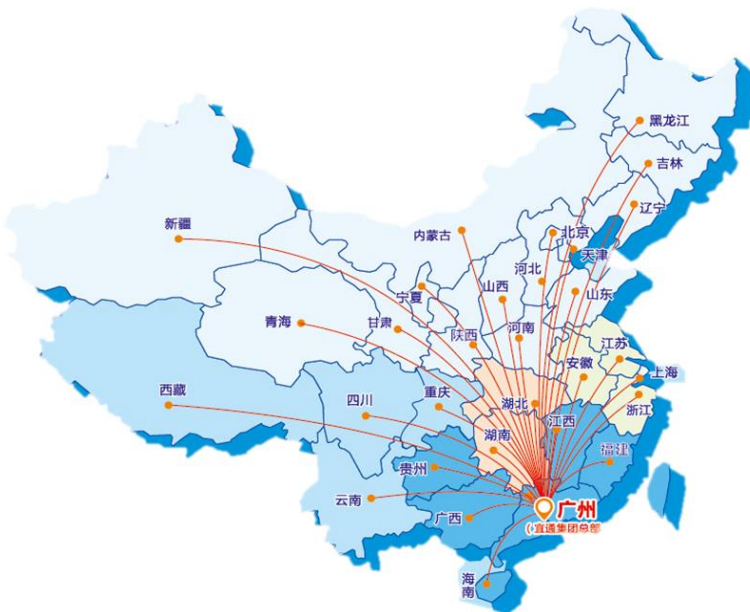 黑龙江
吉林
辽宁
新疆
内蒙古
北京
天津
河北
宁夏
山西
山东
青海
甘肃
陕西
河南
江苏
安徽
上海
西藏
四川
重庆
湖北
浙江
江西
湖南
福建
贵州
云南
广西
广州
(宜通集团总部
海南